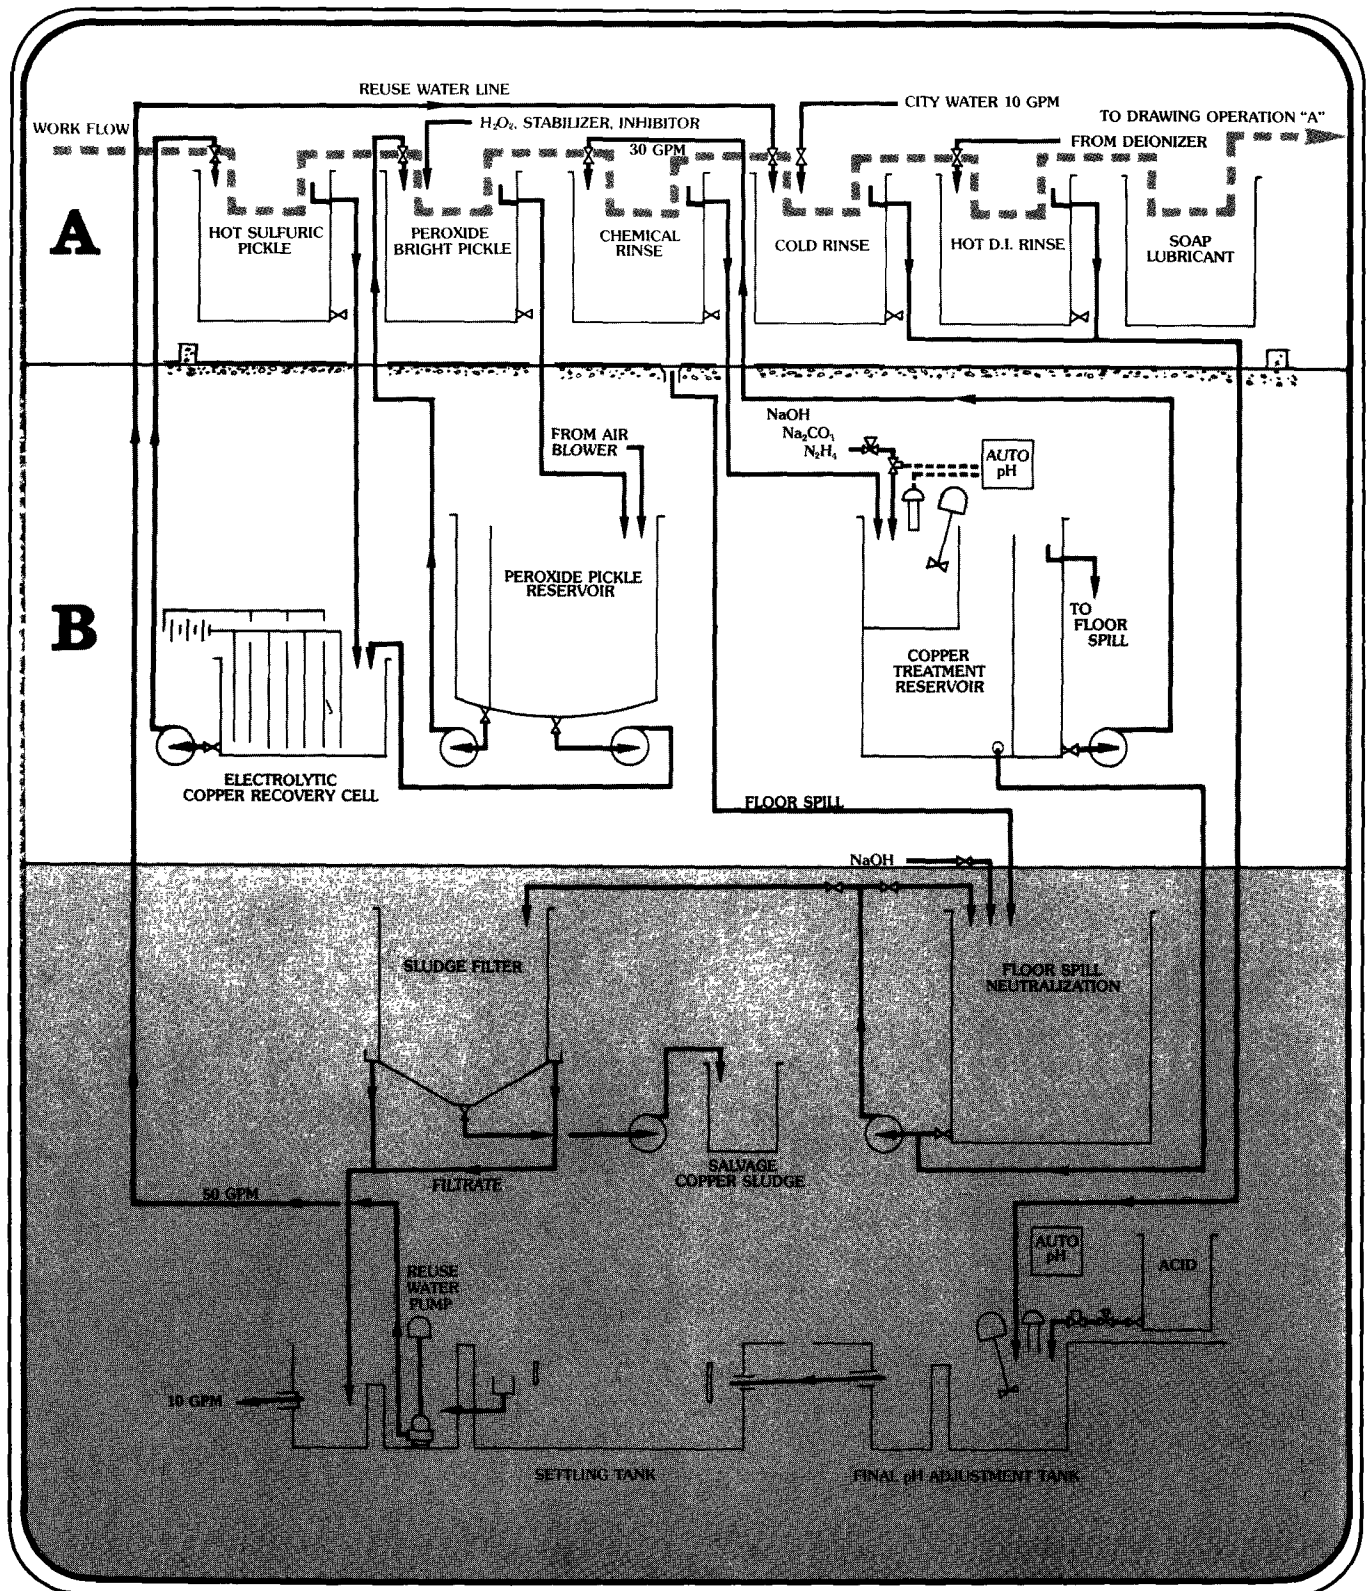 REUSE WATER LINE
CITY WATER 10 GPM
TO DRAWING OPERATION "A"
WORK FLOW
H₂O₂, STABILIZER, INHIBITOR
30 GPM
FROM DEIONIZER
A
HOT SULFURIC
PICKLE
PEROXIDE
BRIGHT PICKLE
CHEMICAL
RINSE
COLD RINSE
HOT D.I. RINSE
SOAP
LUBRICANT
B
FROM AIR
BLOWER
NaOH
Na₂CO₃
N₂H₄
AUTO
pH
PEROXIDE PICKLE
RESERVOIR
TO
FLOOR
SPILL
COPPER
TREATMENT
RESERVOIR
ELECTROLYTIC
COPPER RECOVERY CELL
FLOOR SPILL
NaOH
SLUDGE FILTER
FLOOR SPILL
NEUTRALIZATION
SALVAGE
COPPER SLUDGE
FILTRATE
50 GPM
REUSE
WATER
PUMP
AUTO
pH
ACID
10 GPM
SETTLING TANK
FINAL pH ADJUSTMENT TANK